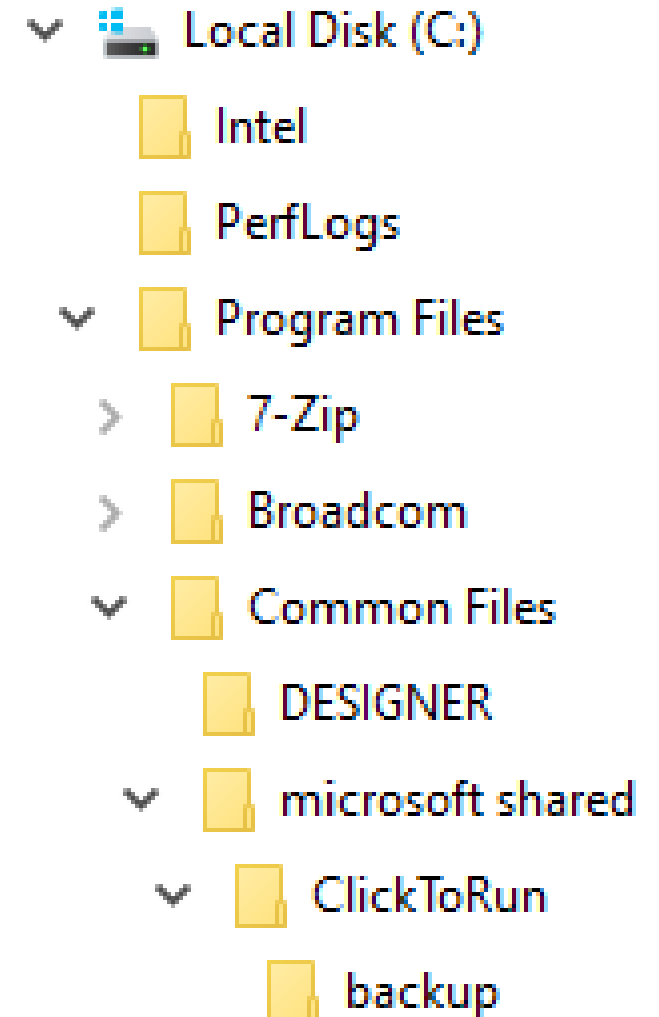 Local Disk (C:)
Intel
PerfLogs
Program Files
7-Zip
Broadcom
Common Files
DESIGNER
microsoft shared
ClickToRun
backup